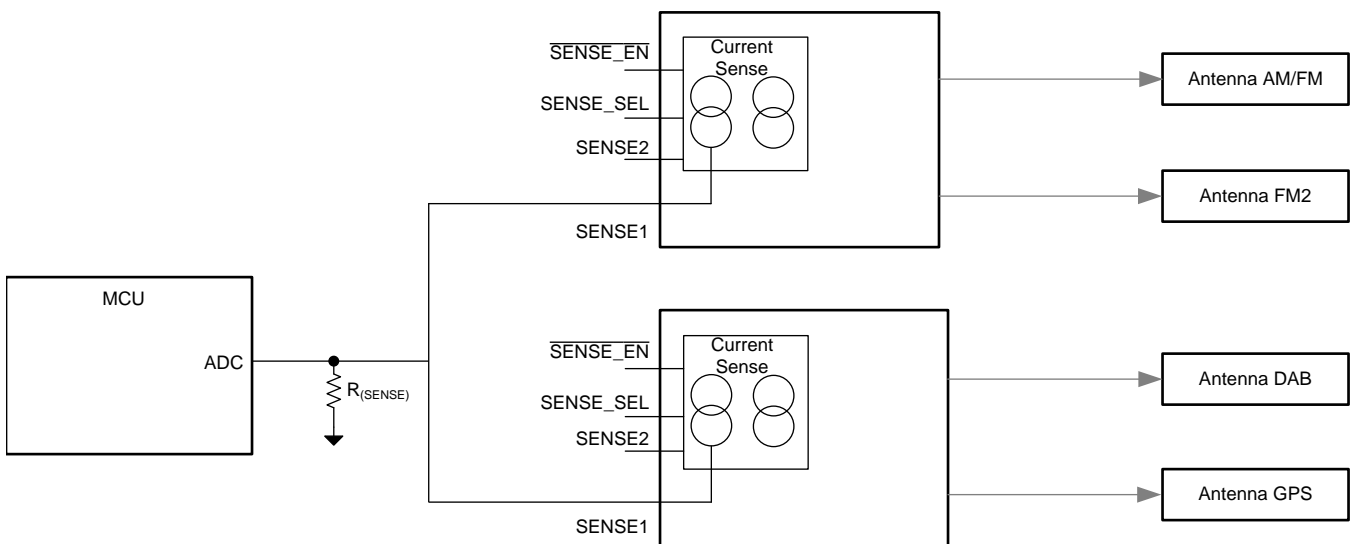 SENSE_EN
Current
Sense
SENSE_SEL
SENSE2
SENSE1
Antenna AM/FM
Antenna FM2
MCU
ADC
R(SENSE)
SENSE_EN
Current
Sense
SENSE_SEL
SENSE2
SENSE1
Antenna DAB
Antenna GPS